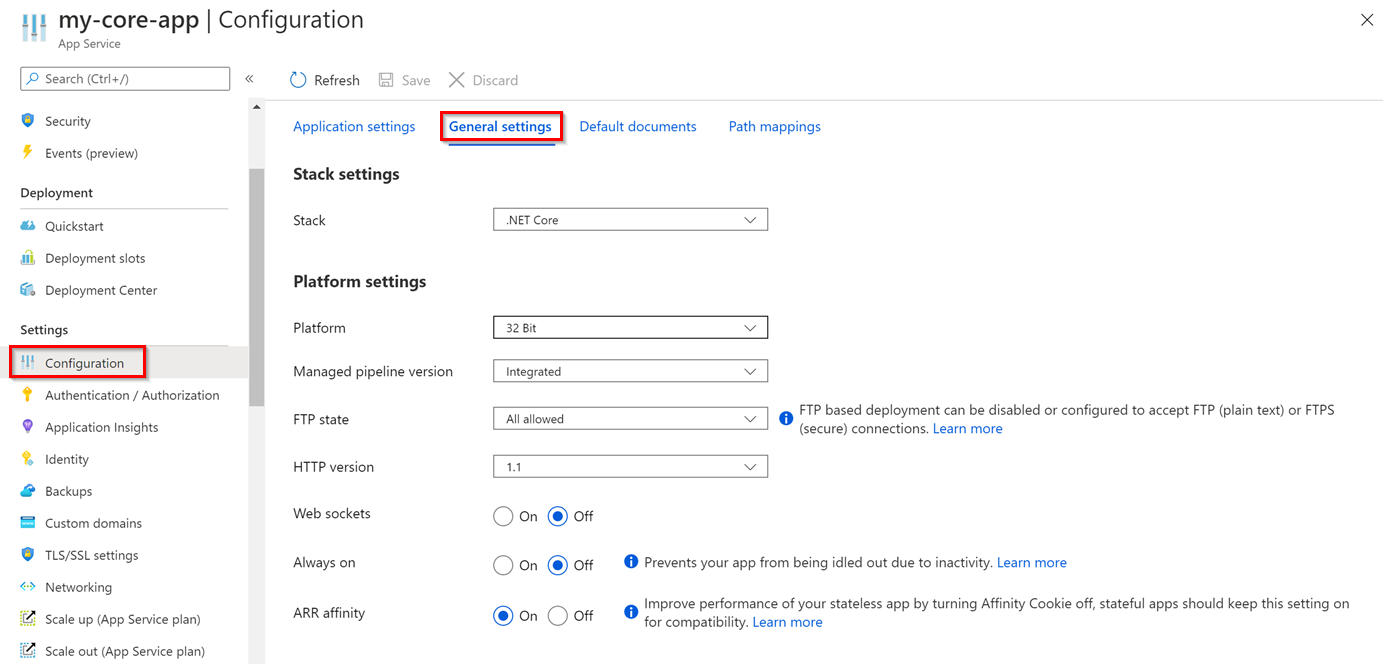 my-core-app | Configuration
App Service
Search (Ctrl+/)
«
Security
Events (preview)
Deployment
Quickstart
Deployment slots
Deployment Center
Settings
Configuration
Authentication / Authorization
Application Insights
Identity
Backups
Custom domains
TLS/SSL settings
Networking
Scale up (App Service plan)
Scale out (App Service plan)
Refresh Save Discard
Application settings General settings Default documents Path mappings
Stack settings
Stack .NET Core
Platform settings
Platform 32 Bit
Managed pipeline version Integrated
FTP state All allowed
FTP based deployment can be disabled or configured to accept FTP (plain text) or FTPS
(secure) connections. Learn more
HTTP version 1.1
Web sockets On Off
Always on On Off Prevents your app from being idled out due to inactivity. Learn more
ARR affinity On Off
Improve performance of your stateless app by turning Affinity Cookie off, stateful apps should keep this setting on
for compatibility. Learn more